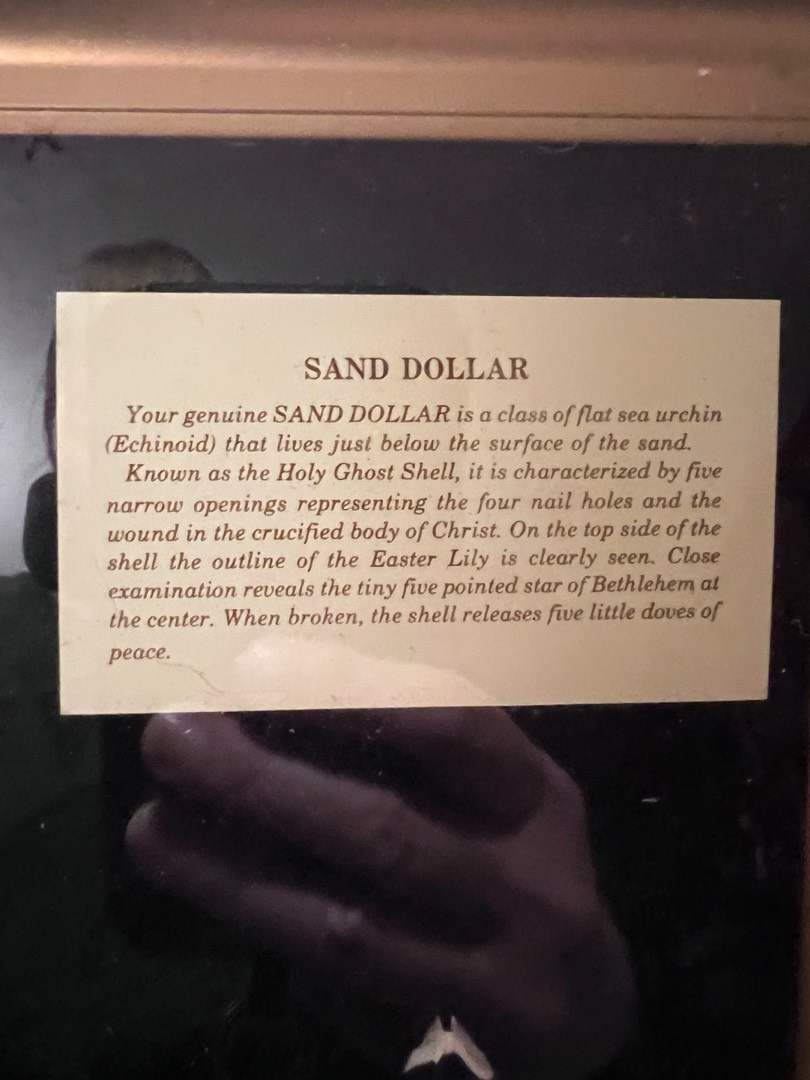 SAND DOLLAR
Your genuine SAND DOLLAR is a class of flat sea urchin
(Echinoid) that lives just below the surface of the sand.
Known as the Holy Ghost Shell, it is characterized by five
narrow openings representing the four nail holes and the
wound in the crucified body of Christ. On the top side of the
shell the outline of the Easter Lily is clearly seen. Close
examination reveals the tiny five pointed star of Bethlehem at
the center. When broken, the shell releases five little doves of
peace.